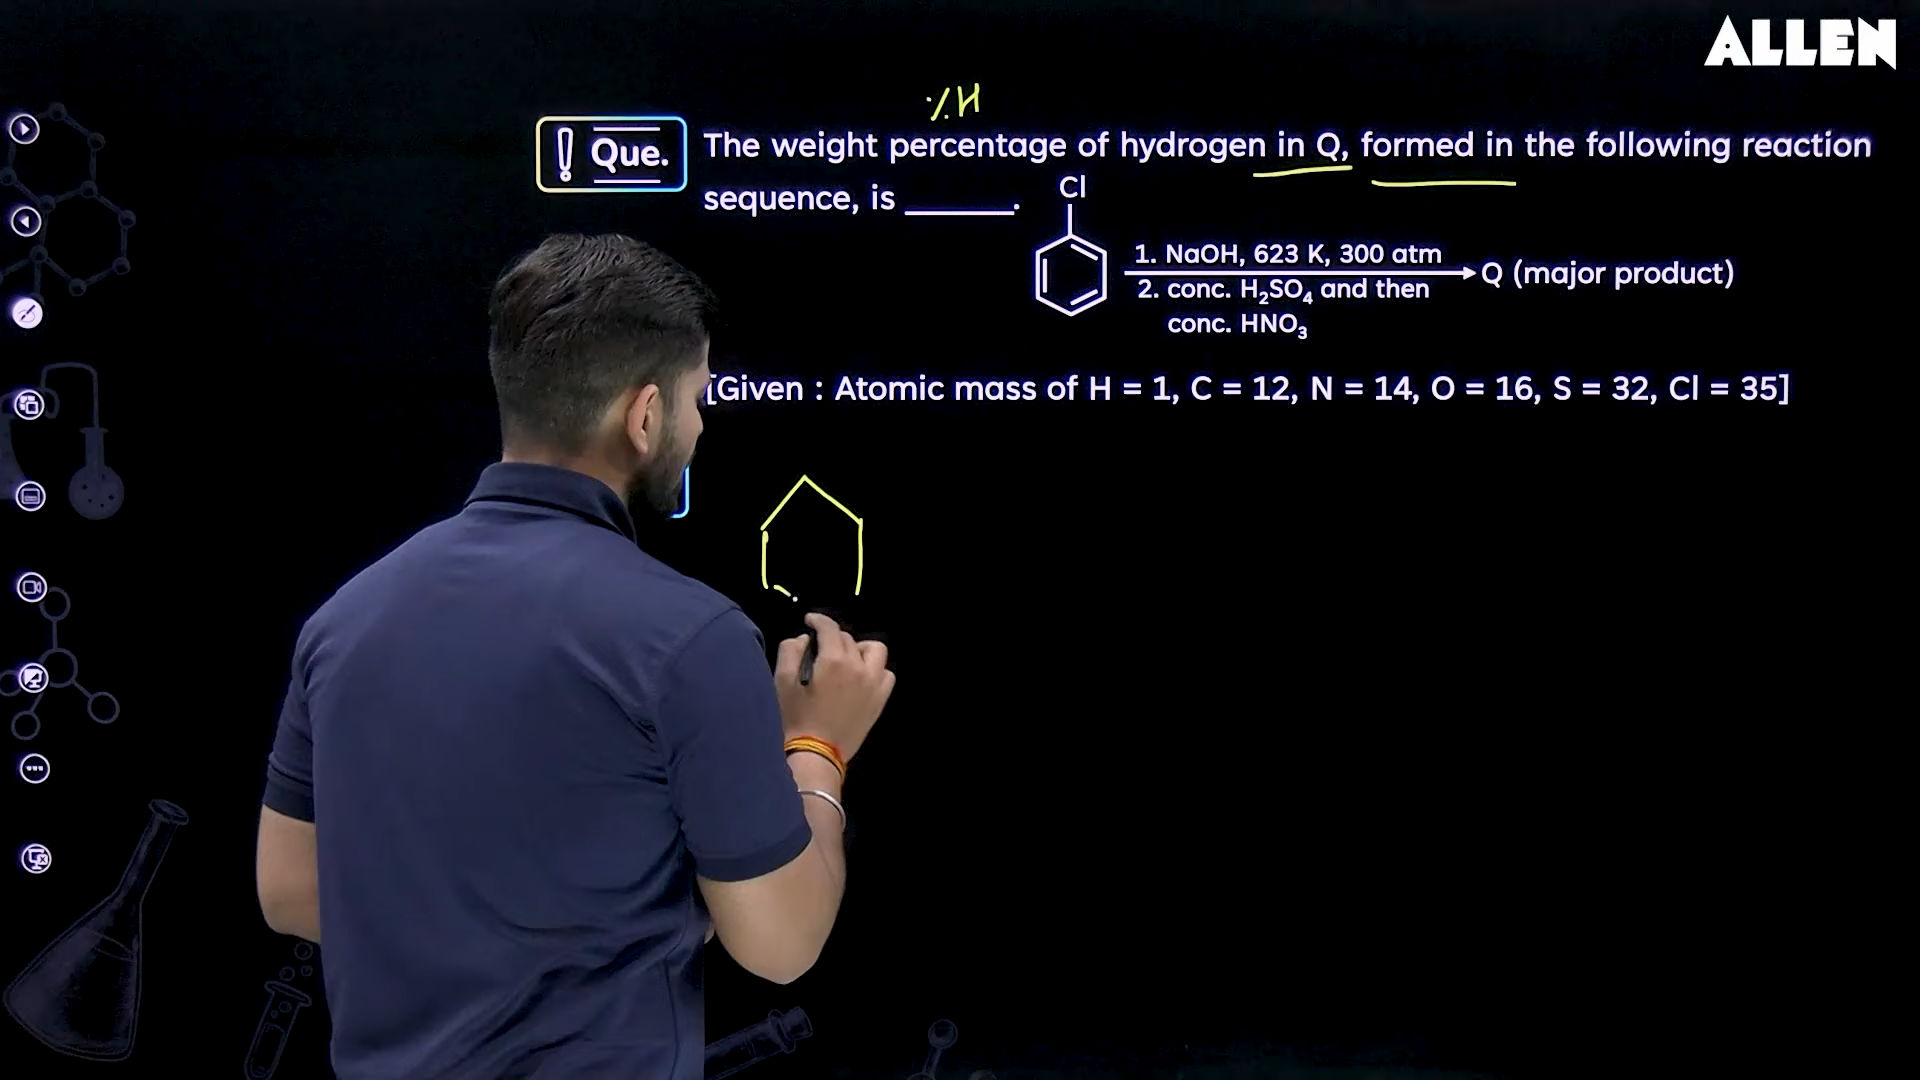 ALLEN
% H
Que. The weight percentage of hydrogen in Q, formed in the following reaction
sequence, is ______.
Cl
1. NaOH, 623 K, 300 atm
2. conc. H₂SO₄ and then
conc. HNO₃
Q (major product)
[Given : Atomic mass of H = 1, C = 12, N = 14, O = 16, S = 32, Cl = 35]